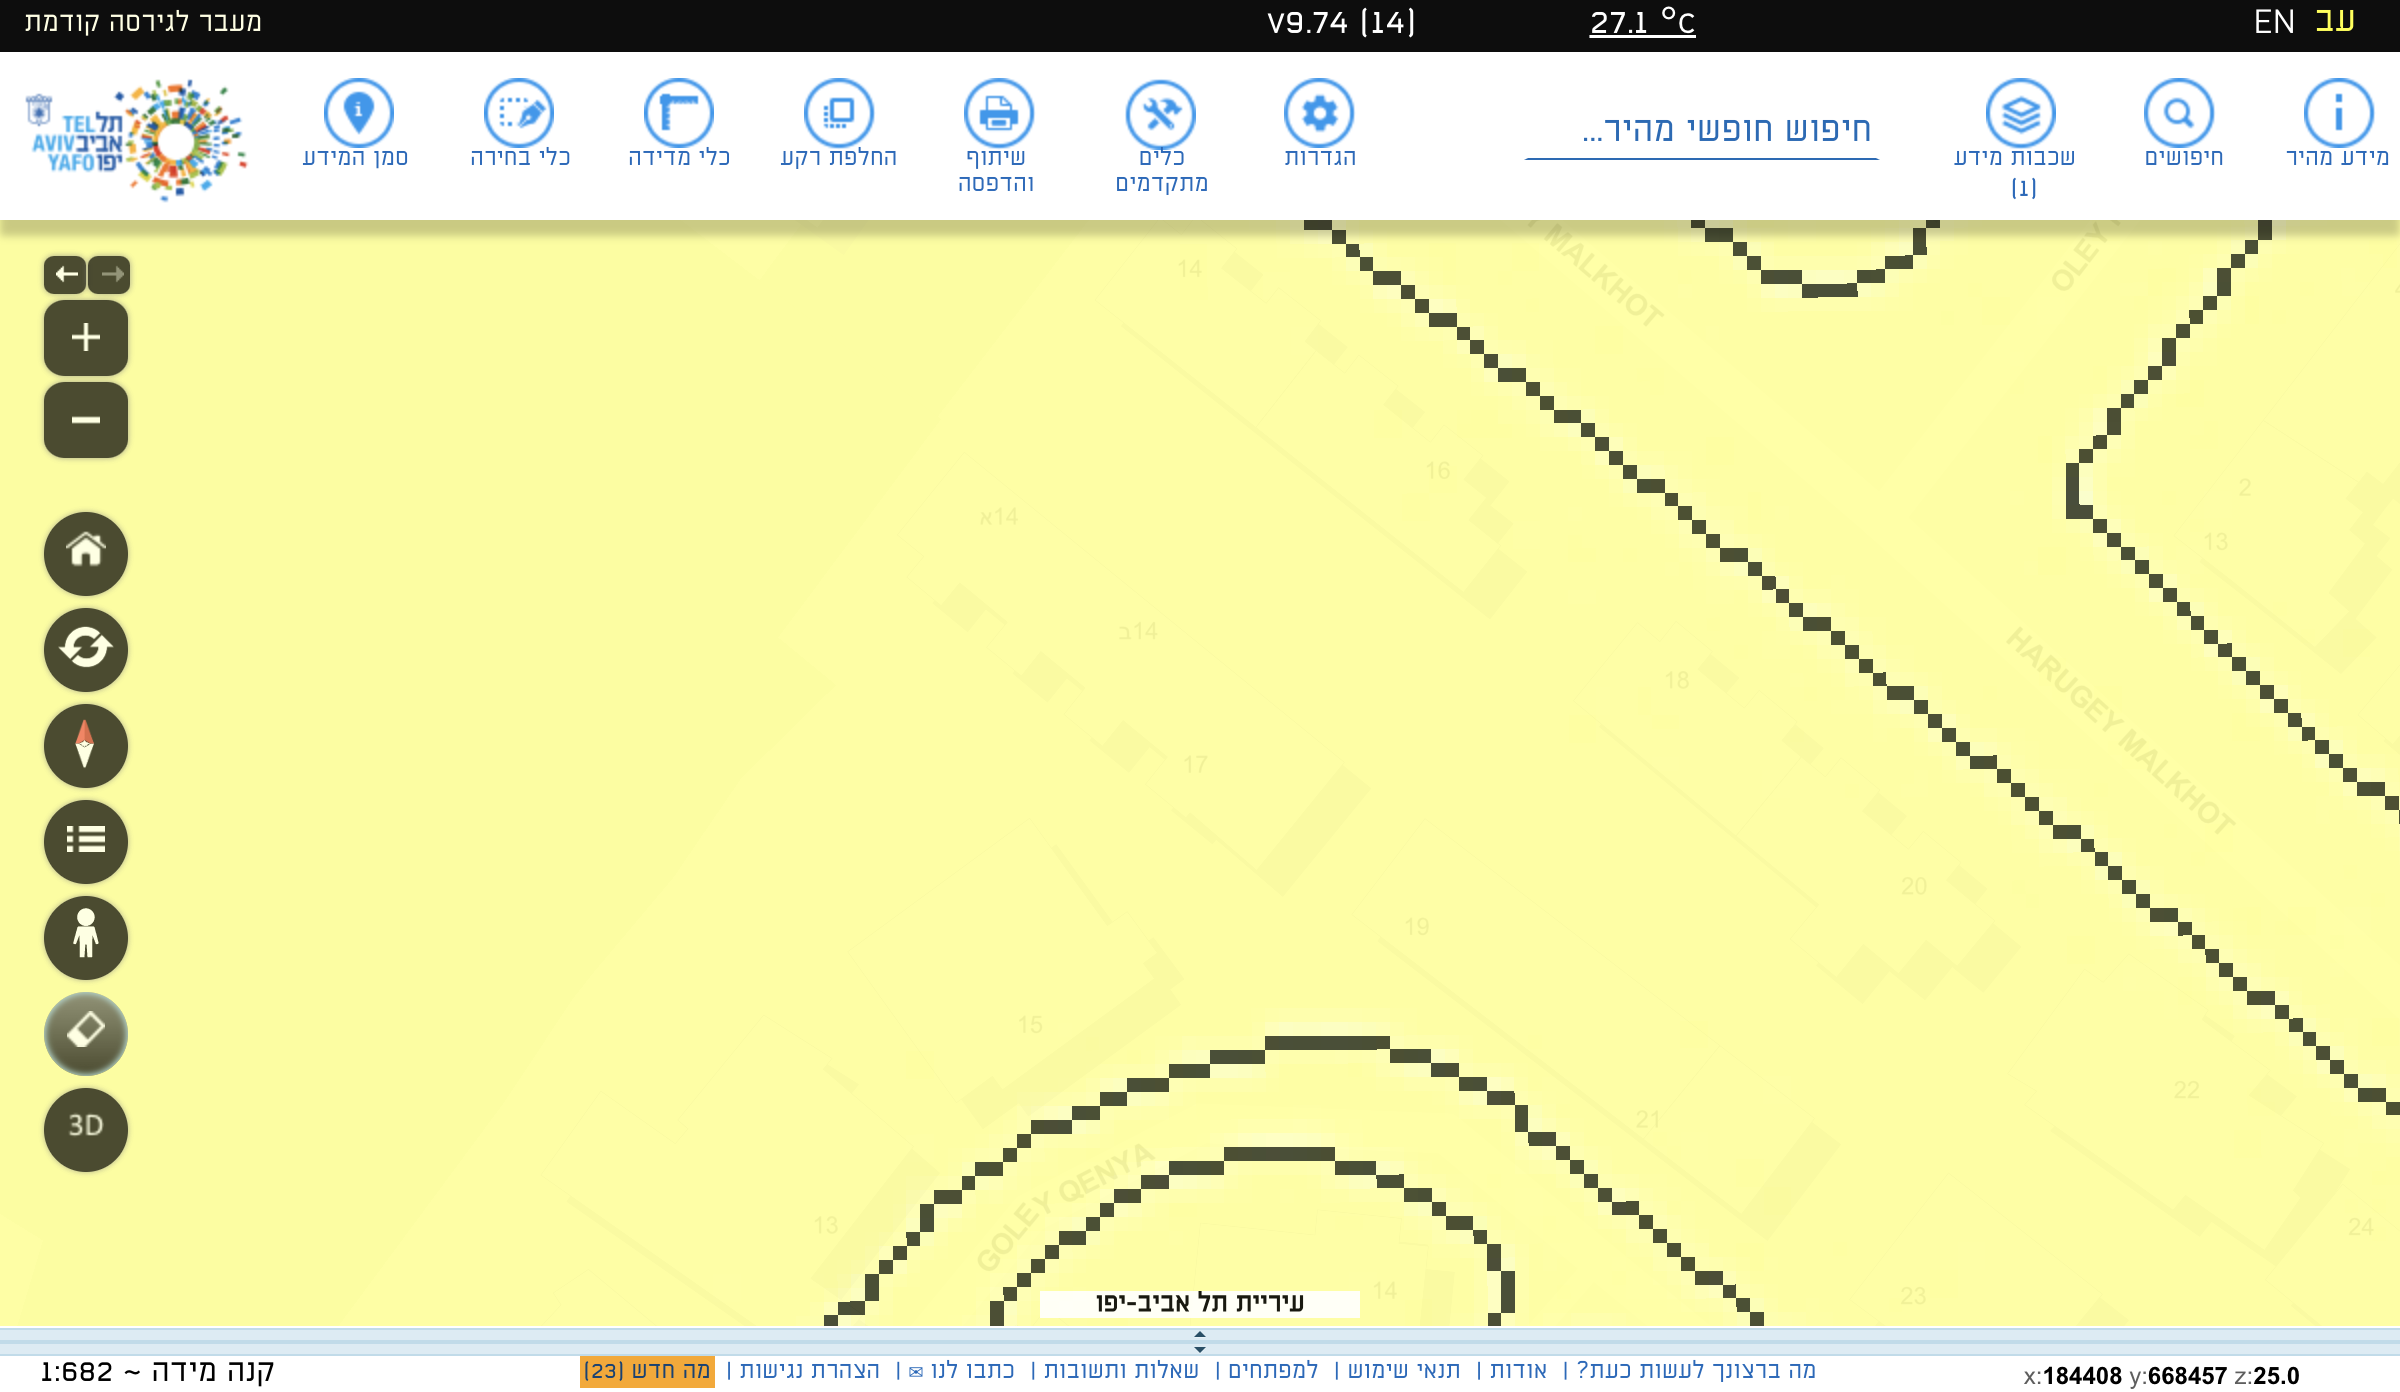 עב EN
27.1 °C
V9.74 (14)
מעבר לגירסה קודמת
מידע מהיר
חיפושים
שכבות מידע
(1)
חיפוש חופשי מהיר...
הגדרות
כלים
מתקדמים
שיתוף
והדפסה
החלפת רקע
כלי מדידה
כלי בחירה
סמן המידע
תל
אביב
יפו
TEL
AVIV
YAFO
MALKHOT
14
16
14א
14ב
17
18
2
13
HARUGEY MALKHOT
20
19
15
22
21
24
13
GOLEY QENYA
14
23
3D
עיריית תל אביב-יפו
מה ברצונך לעשות כעת? | אודות | תנאי שימוש | למפתחים | שאלות ותשובות | כתבו לנו ✉ | הצהרת נגישות | מה חדש (23)
קנה מידה ~ 1:682
x:184408 y:668457 z:25.0